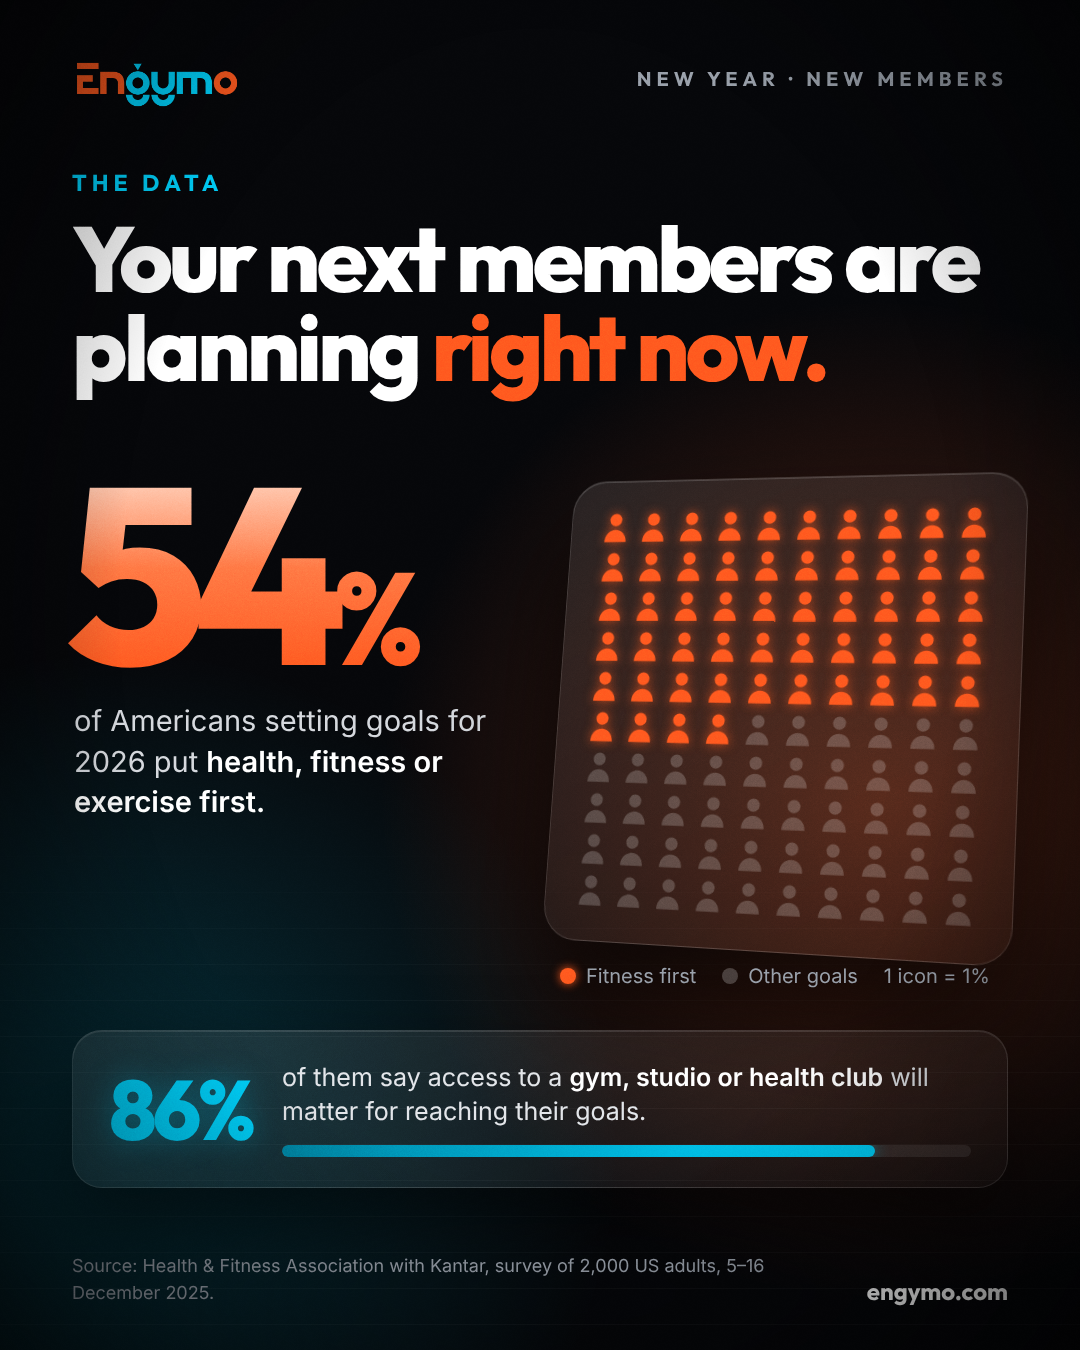 Engymo
NEW YEAR · NEW MEMBERS
THE DATA
Your next members are
planning right now.
54%
of Americans setting goals for
2026 put health, fitness or
exercise first.
Fitness first
Other goals
1 icon = 1%
86%
of them say access to a gym, studio or health club will
matter for reaching their goals.
Source: Health & Fitness Association with Kantar, survey of 2,000 US adults, 5–16
December 2025.
engymo.com